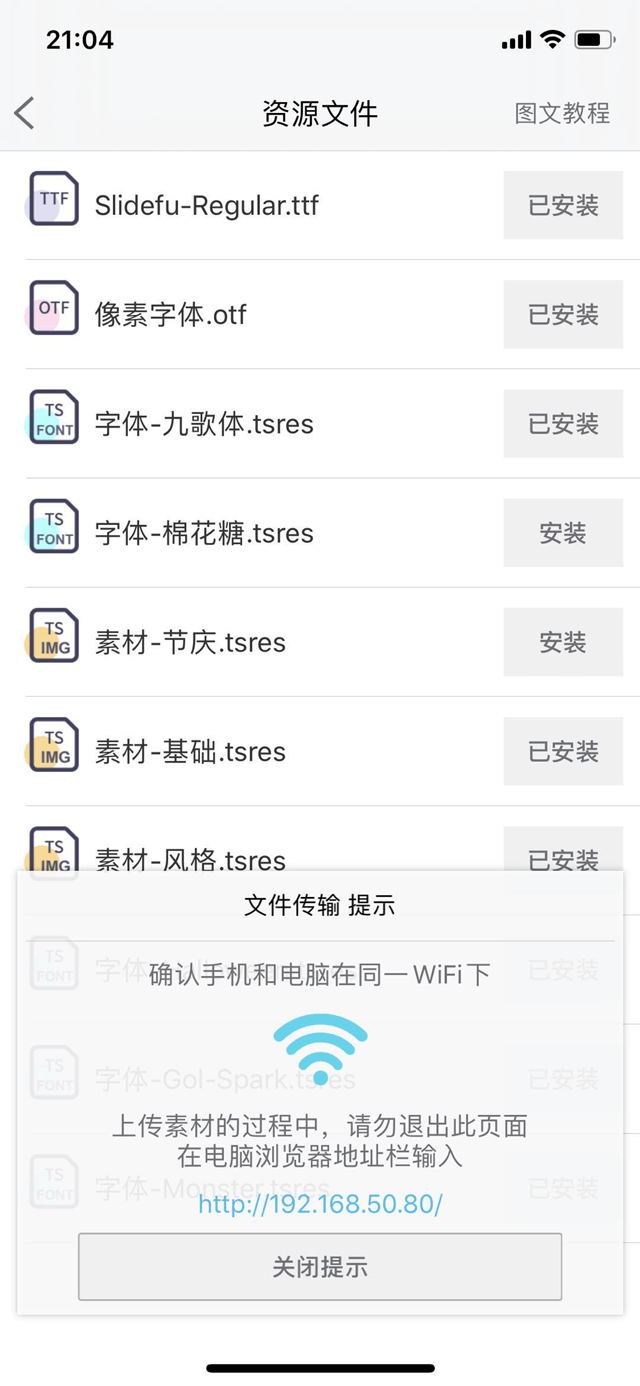 21:04
资源文件
图文教程
TTF
Slidefu-Regular.ttf
已安装
OTF
像素字体.otf
已安装
TS
FONT
字体-九歌体.tsres
已安装
TS
FONT
字体-棉花糖.tsres
安装
TS
IMG
素材-节庆.tsres
安装
TS
IMG
素材-基础.tsres
已安装
TS
IMG
素材-风格.tsres
已安装
文件传输 提示
TS
FONT
已安装
确认手机和电脑在同一WiFi下
TS
FONT
字体-Gol-Spark.tsres
已安装
上传素材的过程中，请勿退出此页面
在电脑浏览器地址栏输入
TS
FONT
字体-Monster.tsres
已安装
http://192.168.50.80/
关闭提示